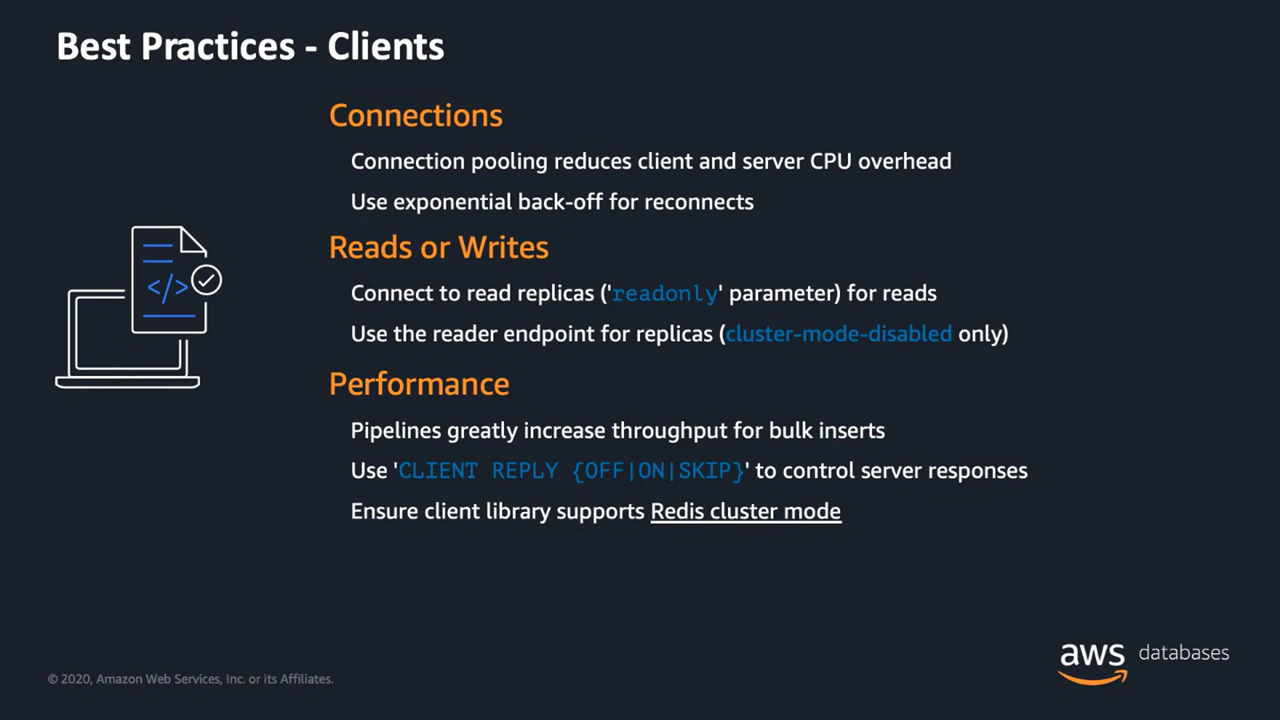 Best Practices - Clients
Connections
Connection pooling reduces client and server CPU overhead
Use exponential back-off for reconnects
Reads or Writes
Connect to read replicas ('readonly' parameter) for reads
Use the reader endpoint for replicas (cluster-mode-disabled only)
Performance
Pipelines greatly increase throughput for bulk inserts
Use 'CLIENT REPLY {OFF|ON|SKIP}' to control server responses
Ensure client library supports Redis cluster mode
</>
aws databases
© 2020, Amazon Web Services, Inc. or its Affiliates.